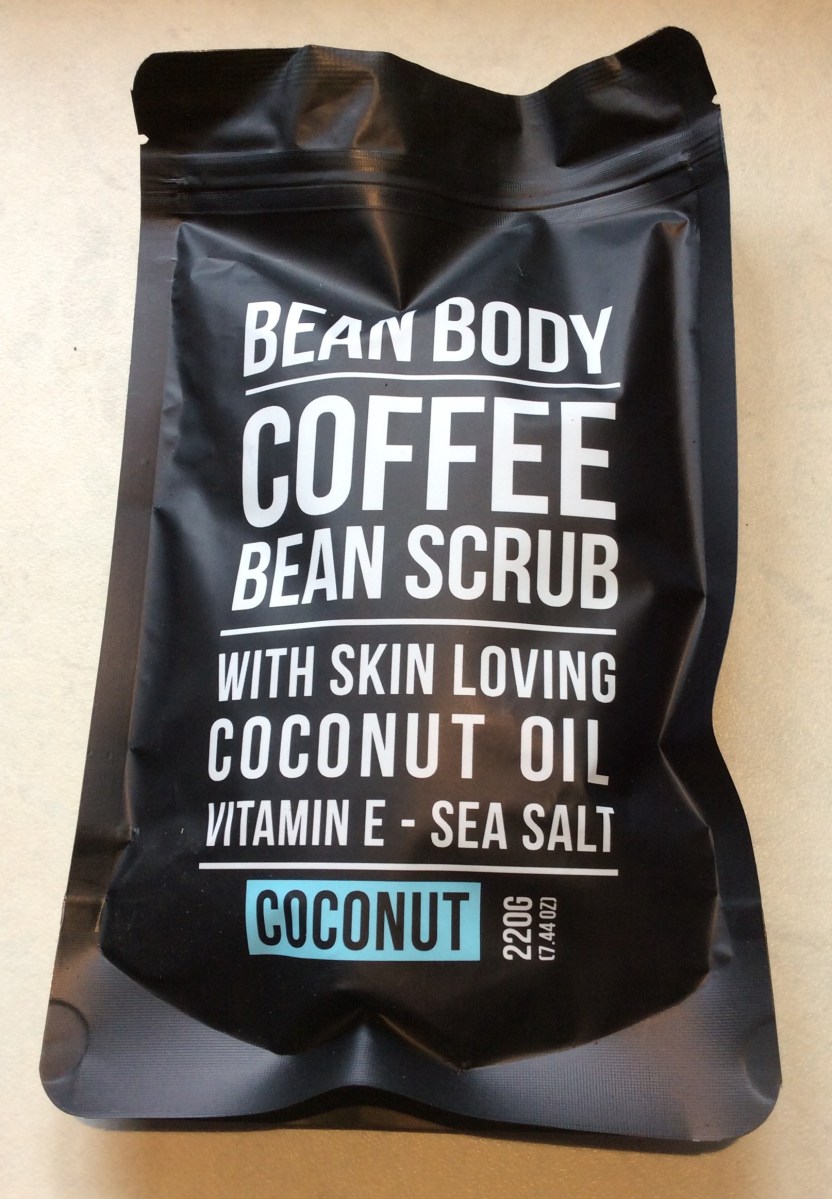 BEAN BODY
COFFEE
BEAN SCRUB
WITH SKIN LOVING
COCONUT OIL
VITAMIN E - SEA SALT
COCONUT
220G
(7.44 OZ)